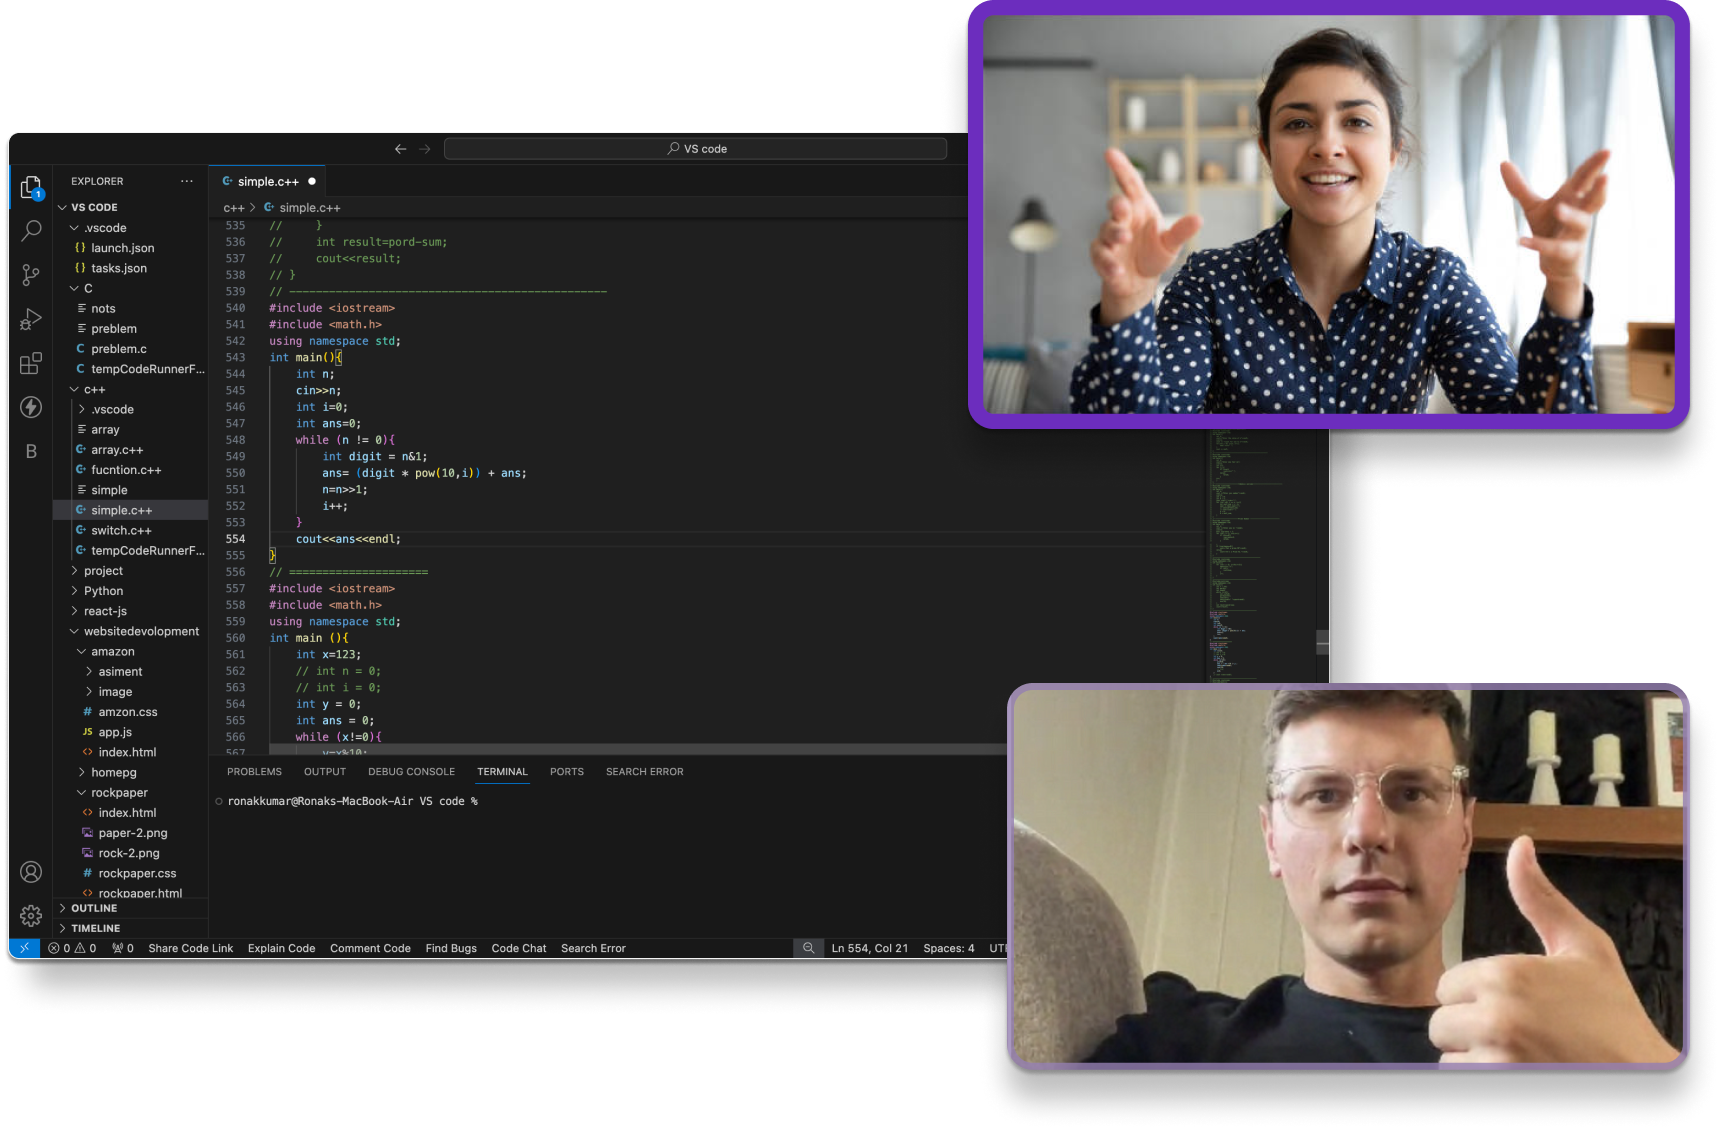 VS code
1
EXPLORER
VS CODE
.vscode
launch.json
tasks.json
C
nots
preblem
preblem.c
tempCodeRunnerF...
c++
.vscode
array
array.c++
fucntion.c++
simple
simple.c++
switch.c++
tempCodeRunnerF...
project
Python
react-js
websitedevolopment
amazon
asiment
image
amzon.css
app.js
index.html
homepg
rockpaper
index.html
paper-2.png
rock-2.png
rockpaper.css
rockpaper.html
OUTLINE
TIMELINE
B
simple.c++
c++ > simple.c++
535 // }
536 // int result=pord-sum;
537 // cout<<result;
538 // }
539 // ------------------------------------------------
540 #include <iostream>
541 #include <math.h>
542 using namespace std;
543 int main(){
544 int n;
545 cin>>n;
546 int i=0;
547 int ans=0;
548 while (n != 0){
549 int digit = n&1;
550 ans= (digit * pow(10,i)) + ans;
551 n=n>>1;
552 i++;
553 }
554 cout<<ans<<endl;
555 }
556 // =====================
557 #include <iostream>
558 #include <math.h>
559 using namespace std;
560 int main (){
561 int x=123;
562 // int n = 0;
563 // int i = 0;
564 int y = 0;
565 int ans = 0;
566 while (x!=0){
567 y=x%10;
PROBLEMS OUTPUT DEBUG CONSOLE TERMINAL PORTS SEARCH ERROR
ronakkumar@Ronaks-MacBook-Air VS code %
0 0 0 Share Code Link Explain Code Comment Code Find Bugs Code Chat Search Error Ln 554, Col 21 Spaces: 4